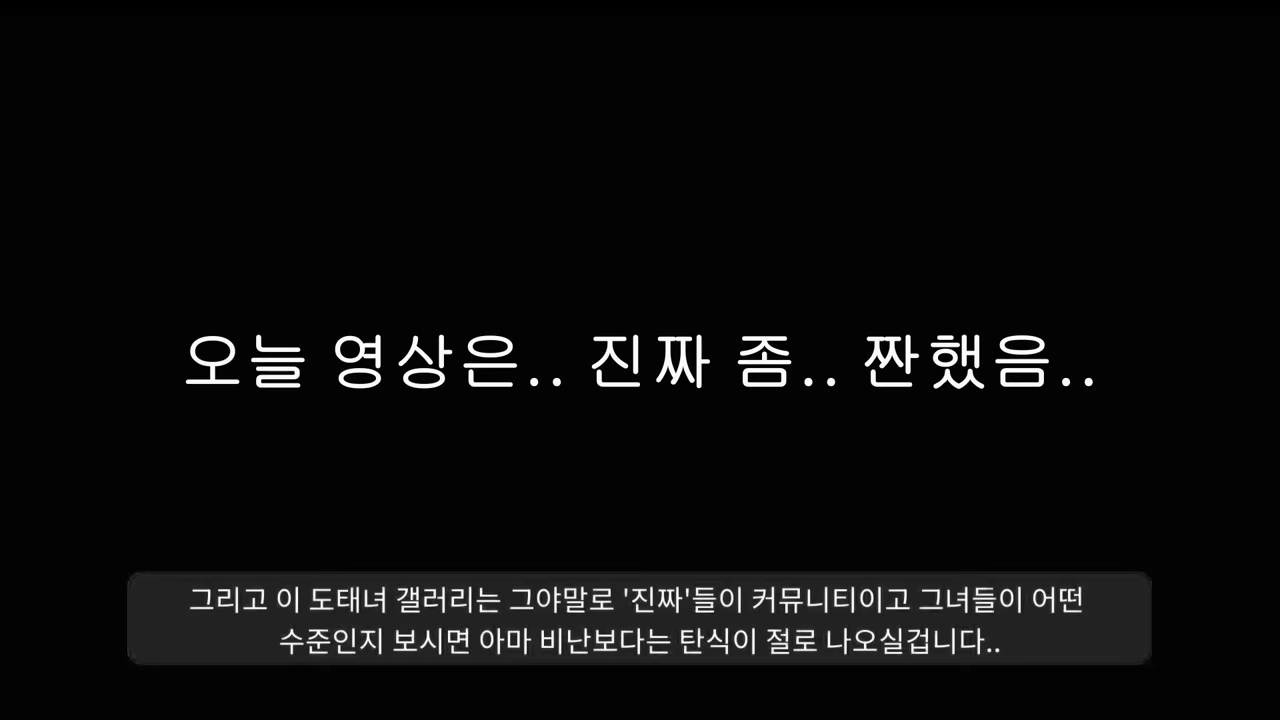 오늘 영상은.. 진짜 좀.. 짠했음..
그리고 이 도태녀 갤러리는 그야말로 '진짜'들이 커뮤니티이고 그녀들이 어떤
수준인지 보시면 아마 비난보다는 탄식이 절로 나오실겁니다..